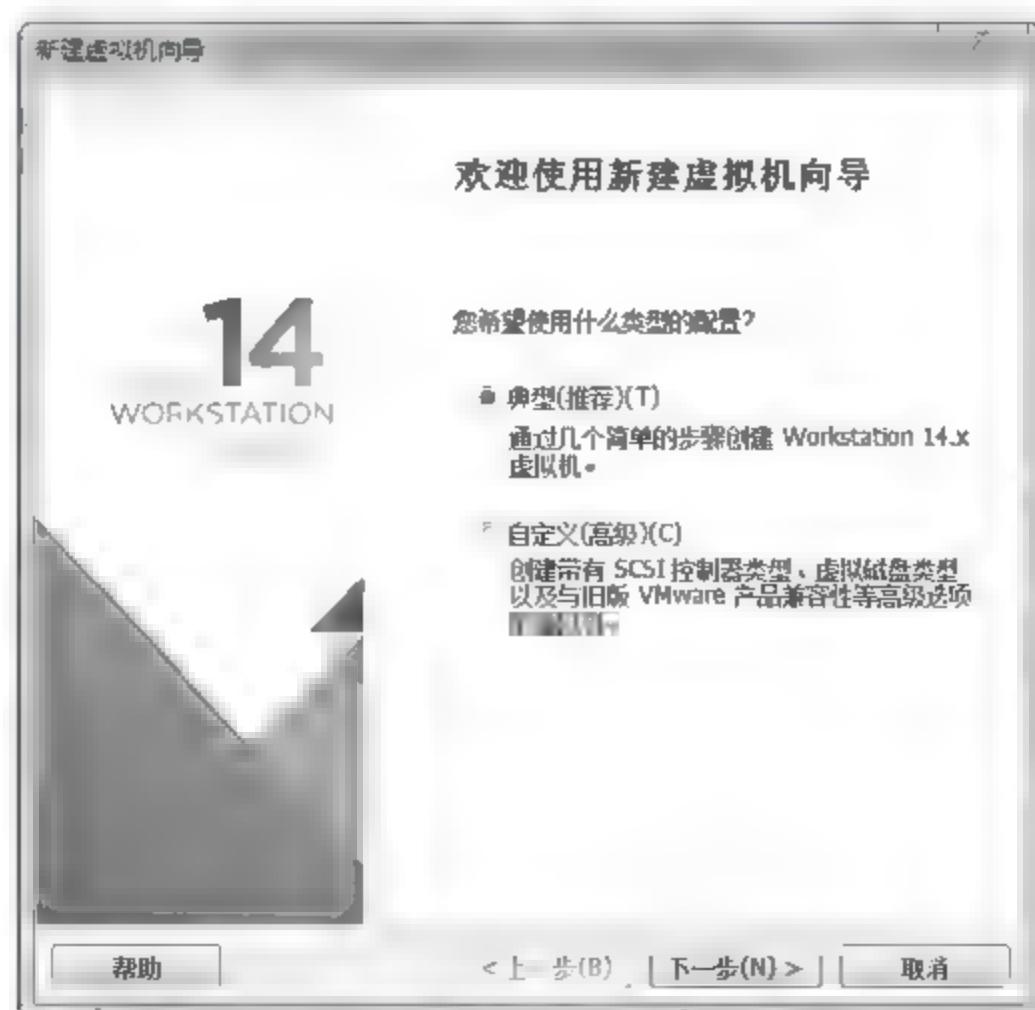 新建虚拟机向导
欢迎使用新建虚拟机向导
14
WORKSTATION
您希望使用什么类型的配置?
典型(推荐)(T)
通过几个简单的步骤创建 Workstation 14.x
虚拟机。
自定义(高级)(C)
创建带有 SCSI 控制器类型、虚拟磁盘类型
以及与旧版 VMware 产品兼容性等高级选项
帮助
< 上一步(B)
下一步(N) >
取消